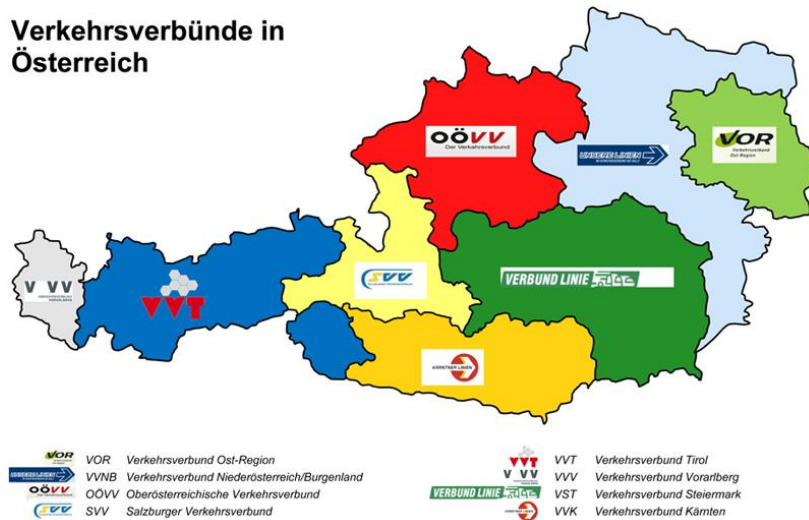 Verkehrsverbünde in
Österreich
OÖVV
Der Verkehrsverbund
UNSERE LINIEN
VOR
Verkehrsverbund
Ost-Region
V VV
VVT
SVV
VERBUND LINIE
KÄRNTNER LINIEN
VOR VOR Verkehrsverbund Ost-Region
UNSERE LINIEN VVNB Verkehrsverbund Niederösterreich/Burgenland
OÖVV OÖVV Oberösterreichische Verkehrsverbund
SVV SVV Salzburger Verkehrsverbund
VVT VVT Verkehrsverbund Tirol
V VV VVV Verkehrsverbund Vorarlberg
VERBUND LINIE VST Verkehrsverbund Steiermark
KÄRNTNER LINIEN VVK Verkehrsverbund Kärnten